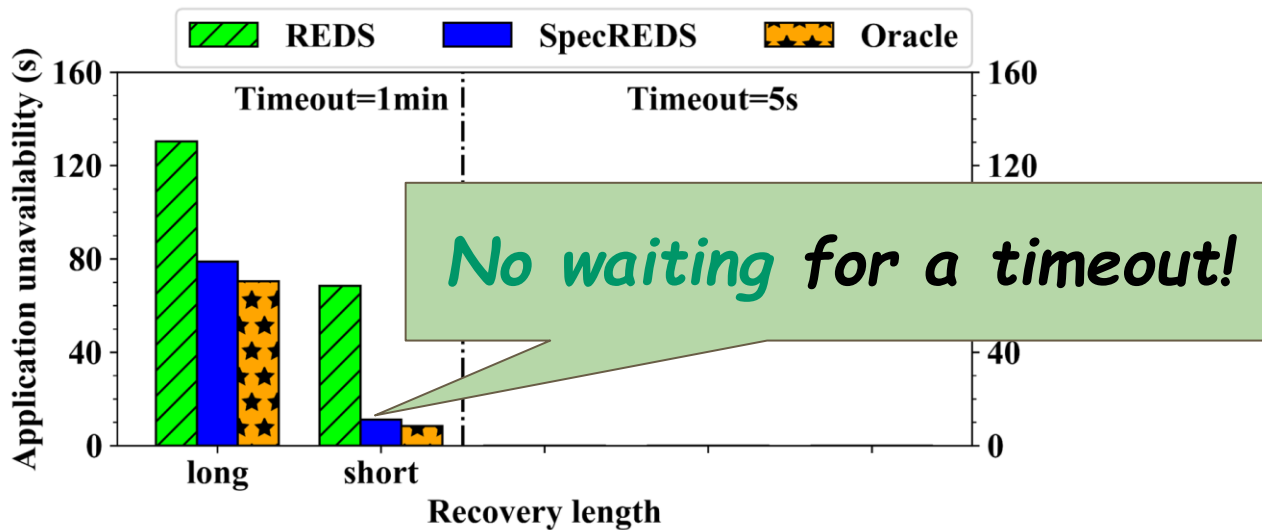 REDS SpecREDS Oracle
Application unavailability (s)
160 Timeout=1min Timeout=5s 160
120 120
No waiting for a timeout!
80
40 40
0 0
long short
Recovery length